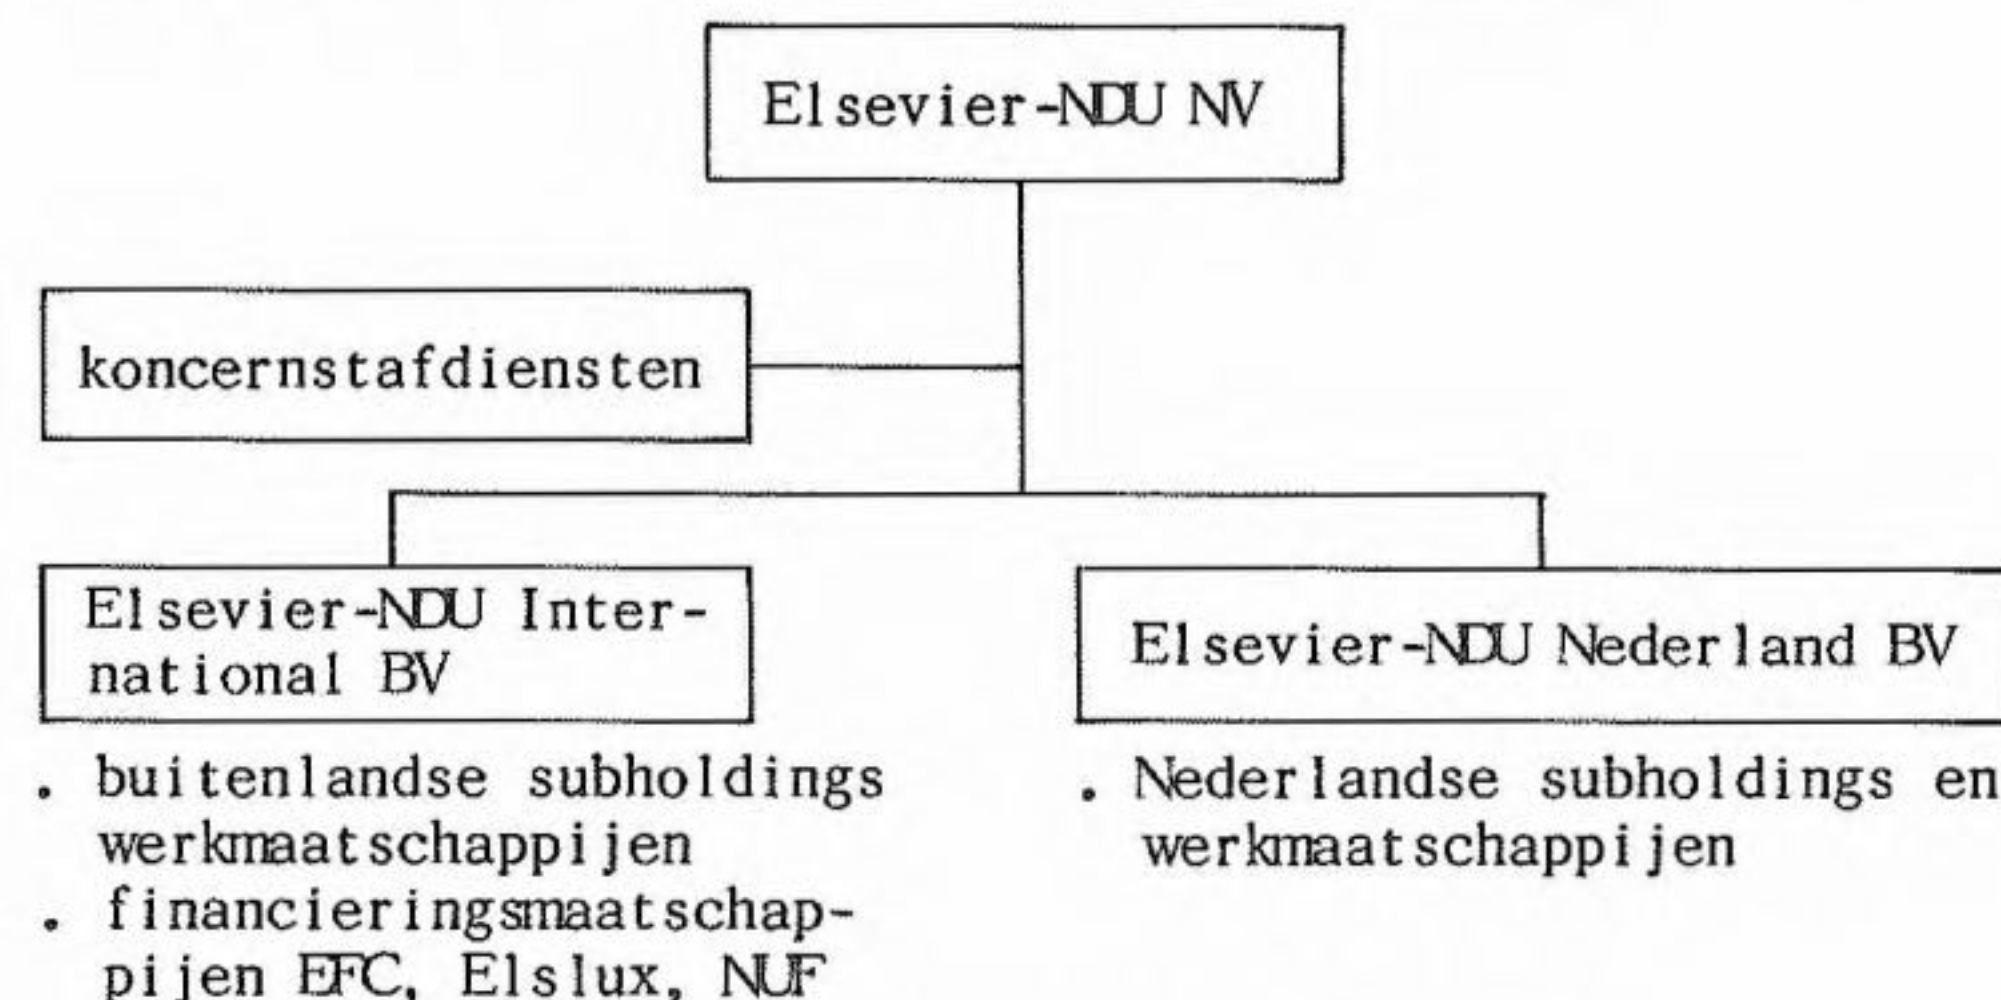 Elsevier-NDU NV
koncernstafdiensten
Elsevier-NDU Inter-
national BV
Elsevier-NDU Nederland BV
. buitenlandse subholdings
werkmaatschappijen
. financieringsmaatschap-
pijen EFC, Elslux, NUF
. Nederlandse subholdings en
werkmaatschappijen